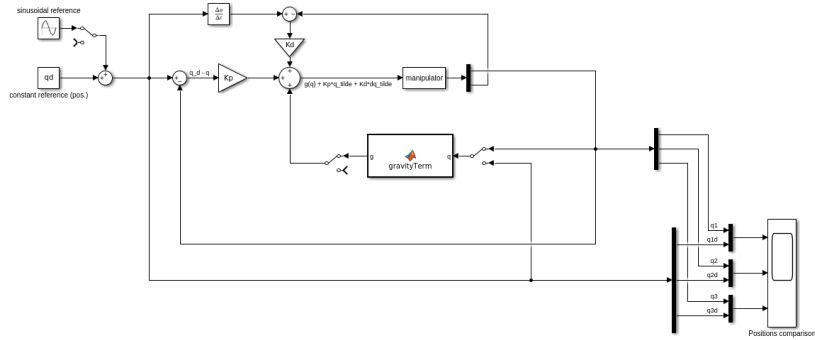 sinusoidal reference
Δu
Δt
Kd
q_d - q
qd
Kp
g(q) + Kp*q_tilde + Kd*dq_tilde
manipulator
constant reference (pos.)
g
q
gravityTerm
q1
q1d
q2
q2d
q3
q3d
Positions comparison